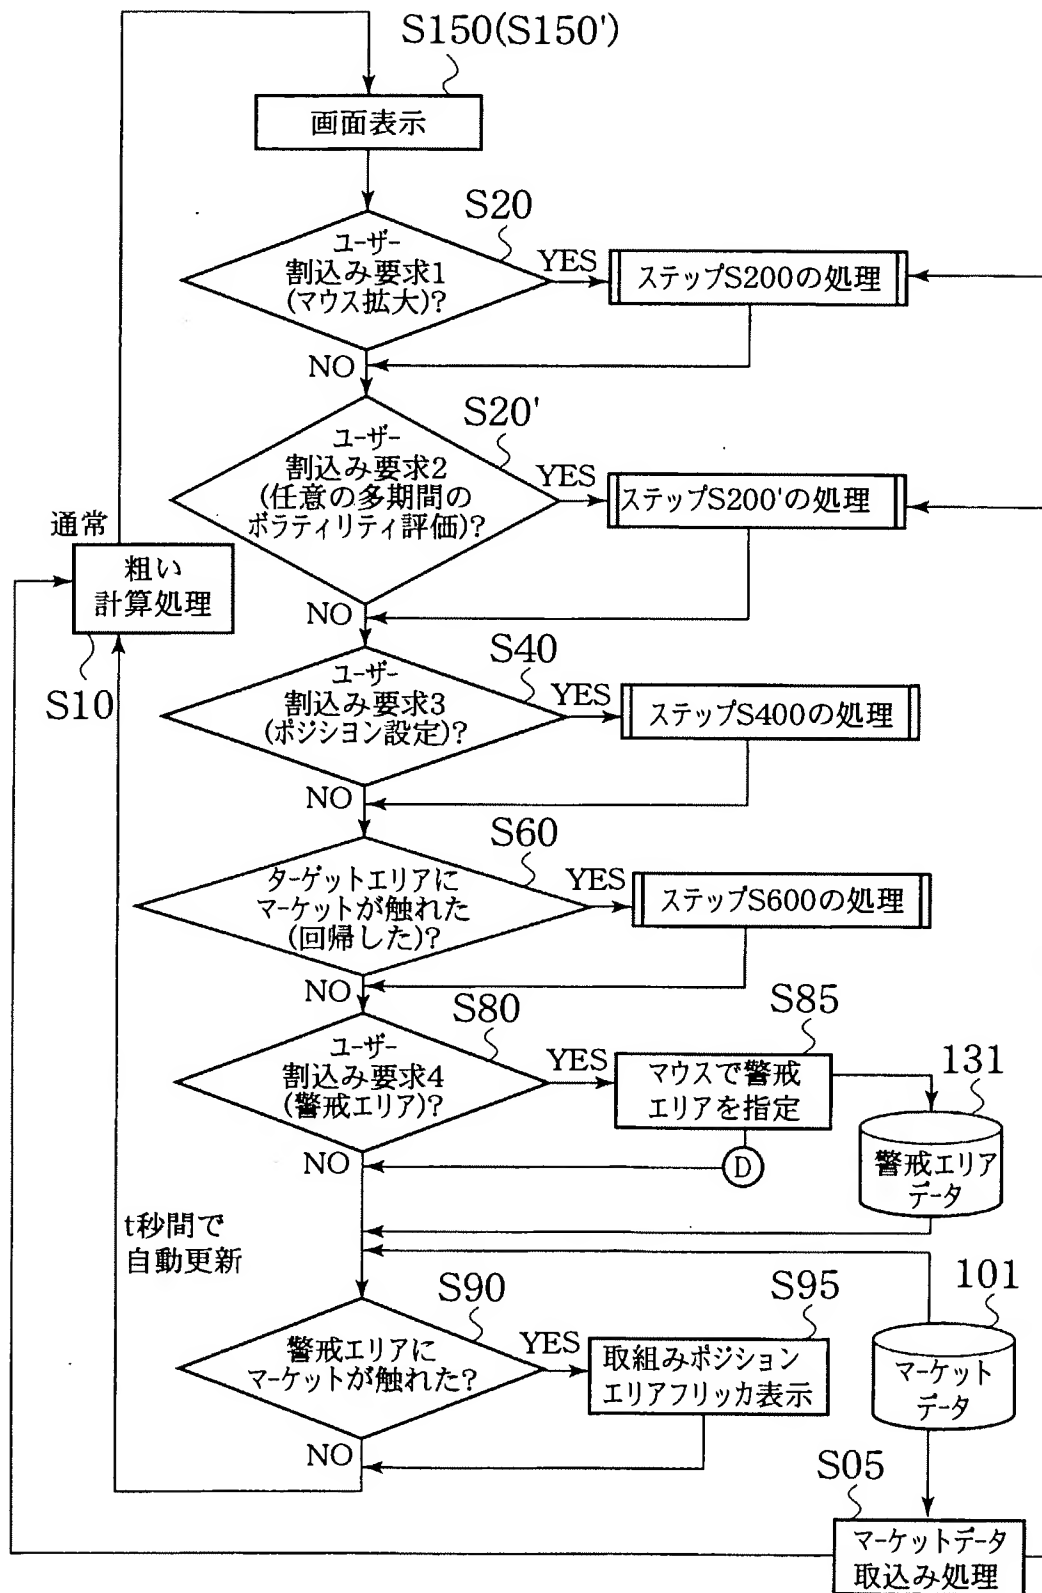 S150(S150')
画面表示
S20
ユーザー
割込み要求1
(マウス拡大)?
YES
ステップS200の処理
NO
S20'
ユーザー
割込み要求2
(任意の多期間の
ボラティリティ評価)?
YES
ステップS200'の処理
NO
通常
粗い
計算処理
S10
S40
ユーザー
割込み要求3
(ポジション設定)?
YES
ステップS400の処理
NO
S60
ターゲットエリアに
マーケットが触れた
(回帰した)?
YES
ステップS600の処理
NO
S80
ユーザー
割込み要求4
(警戒エリア)?
YES
S85
マウスで警戒
エリアを指定
D
131
警戒エリア
データ
NO
t秒間で
自動更新
S90
警戒エリアに
マーケットが触れた?
YES
S95
取組みポジション
エリアフリッカ表示
101
マーケット
データ
NO
S05
マーケットデータ
取込み処理